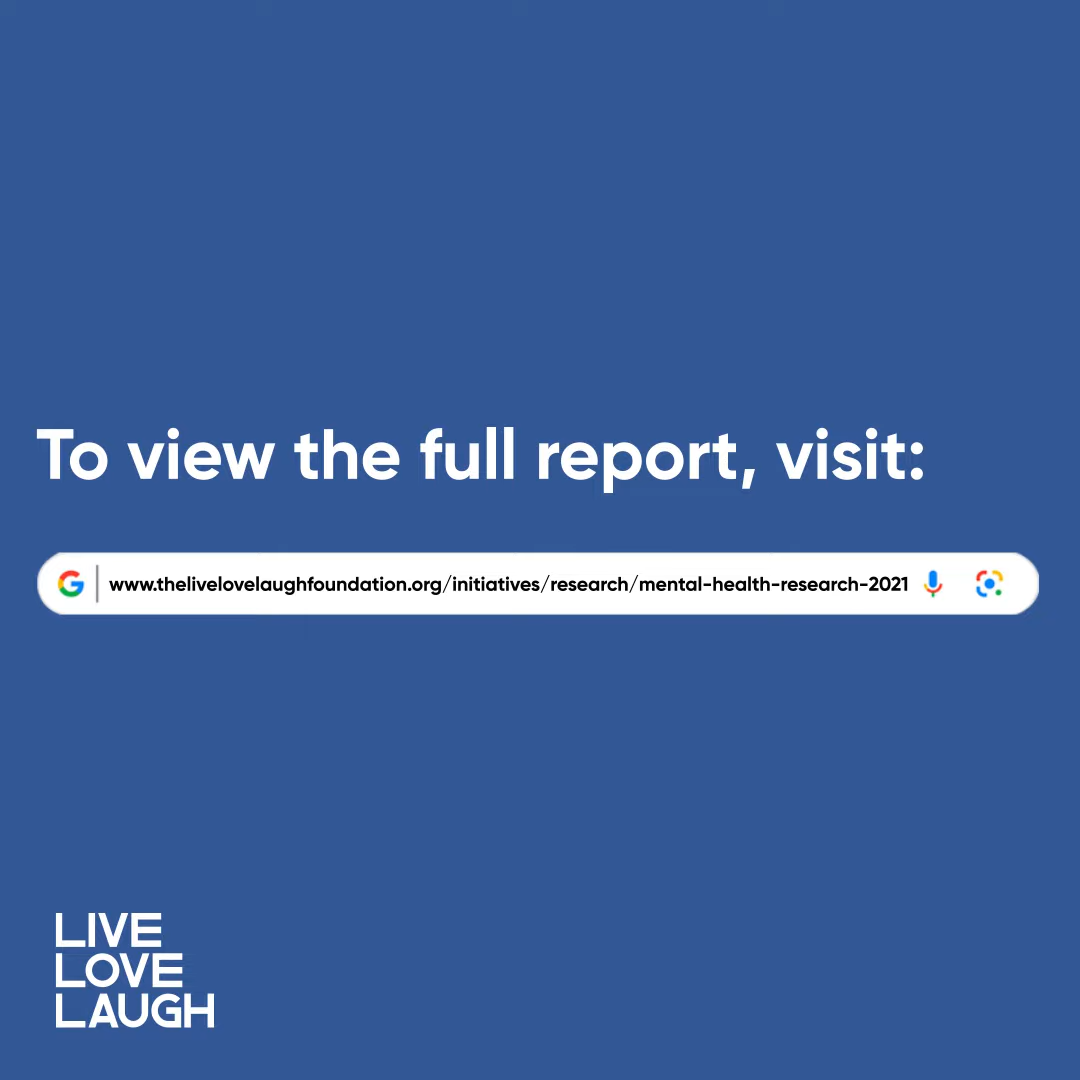 To view the full report, visit:
www.thelivelovelaughfoundation.org/initiatives/research/mental-health-research-2021
LIVE
LOVE
LAUGH